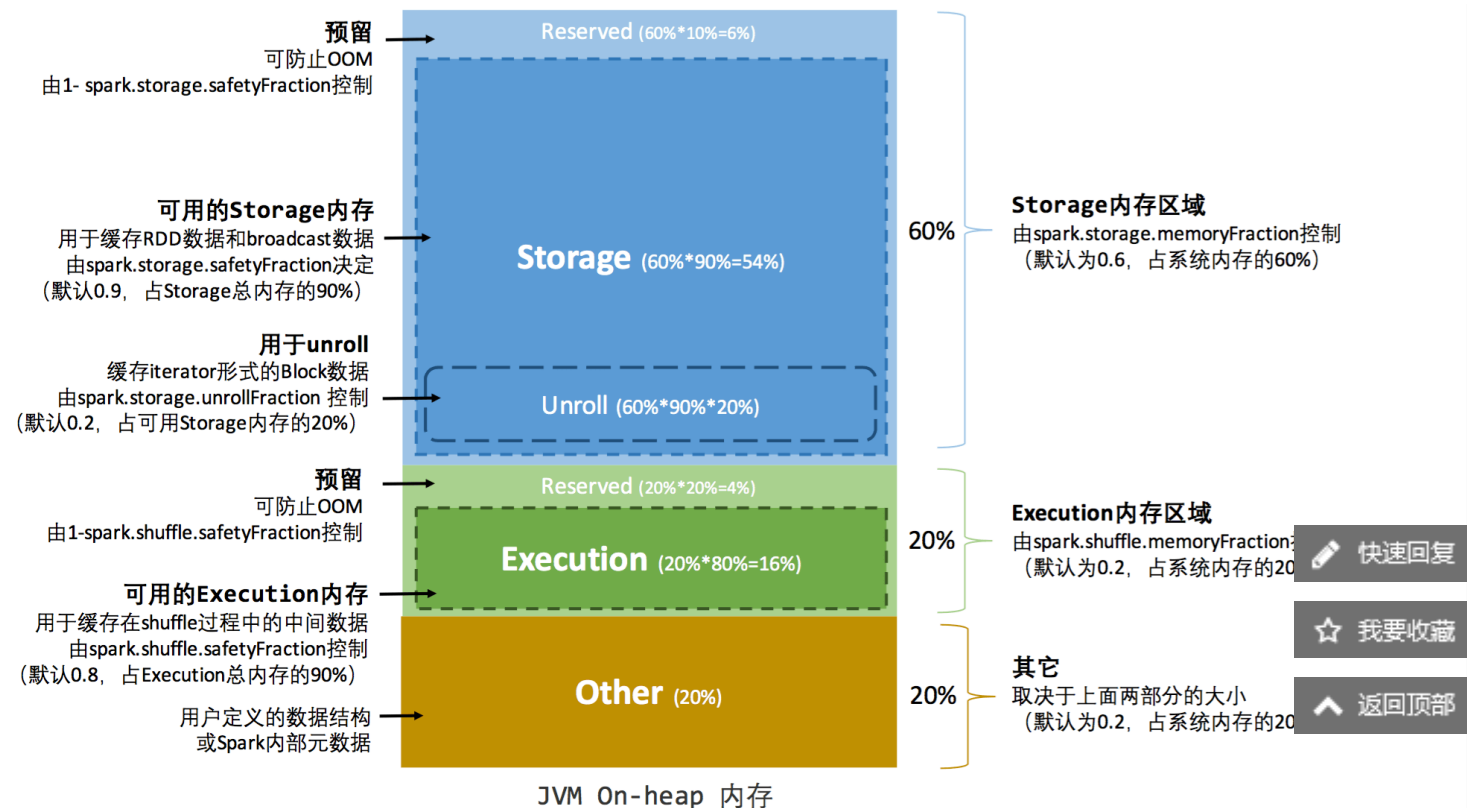 预留
可防止OOM
由1- spark.storage.safetyFraction控制
可用的Storage内存
用于缓存RDD数据和broadcast数据
由spark.storage.safetyFraction决定
（默认0.9，占Storage总内存的90%）
用于unroll
缓存iterator形式的Block数据
由spark.storage.unrollFraction 控制
（默认0.2，占可用Storage内存的20%）
预留
可防止OOM
由1-spark.shuffle.safetyFraction控制
可用的Execution内存
用于缓存在shuffle过程中的中间数据
由spark.shuffle.safetyFraction控制
（默认0.8，占Execution总内存的90%）
用户定义的数据结构
或Spark内部元数据
Reserved (60%*10%=6%)
Storage (60%*90%=54%)
Unroll (60%*90%*20%)
Reserved (20%*20%=4%)
Execution (20%*80%=16%)
Other (20%)
JVM On-heap 内存
60%
Storage内存区域
由spark.storage.memoryFraction控制
（默认为0.6，占系统内存的60%）
20%
Execution内存区域
由spark.shuffle.memoryFraction
（默认为0.2，占系统内存的20
20%
其它
取决于上面两部分的大小
（默认为0.2，占系统内存的20
快速回复
我要收藏
返回顶部